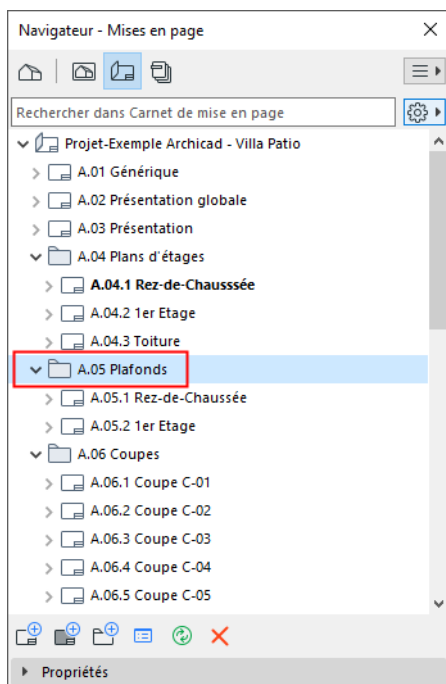 Navigateur - Mises en page
Rechercher dans Carnet de mise en page
Projet-Exemple Archicad - Villa Patio
A.01 Générique
A.02 Présentation globale
A.03 Présentation
A.04 Plans d'étages
A.04.1 Rez-de-Chausssée
A.04.2 1er Etage
A.04.3 Toiture
A.05 Plafonds
A.05.1 Rez-de-Chaussée
A.05.2 1er Etage
A.06 Coupes
A.06.1 Coupe C-01
A.06.2 Coupe C-02
A.06.3 Coupe C-03
A.06.4 Coupe C-04
A.06.5 Coupe C-05
Propriétés